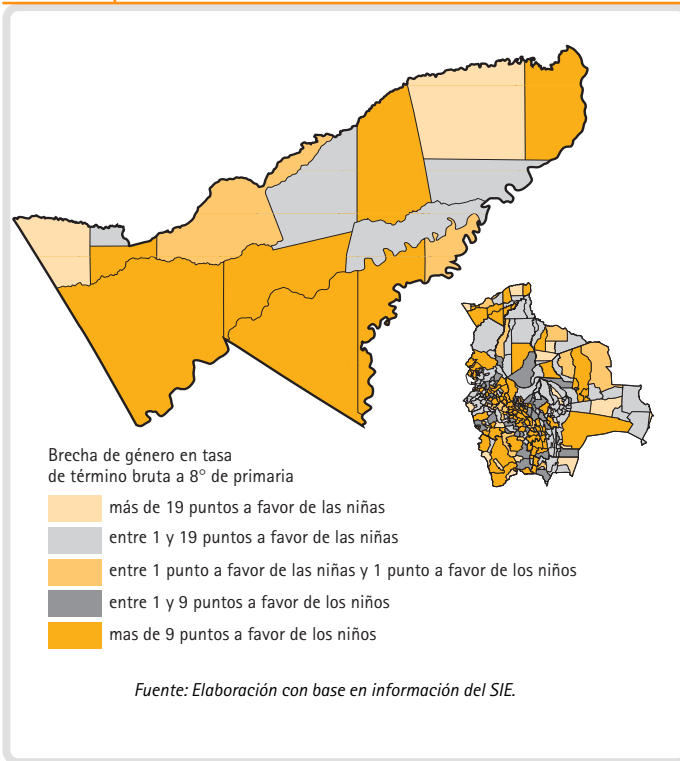 Brecha de género en tasa
de término bruta a 8° de primaria
más de 19 puntos a favor de las niñas
entre 1 y 19 puntos a favor de las niñas
entre 1 punto a favor de las niñas y 1 punto a favor de los niños
entre 1 y 9 puntos a favor de los niños
mas de 9 puntos a favor de los niños
Fuente: Elaboración con base en información del SIE.